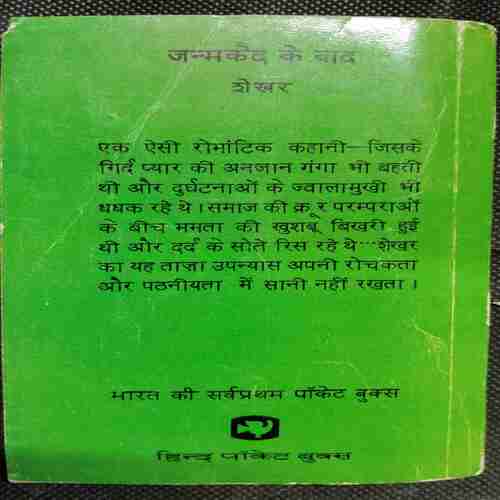 जन्मकैद के बाद
शेखर
एक ऐसी रोमांटिक कहानी—जिसके
गिर्द प्यार की अनजान गंगा भी बहती
थी और दुर्घटनाओं के ज्वालामुखी भी
धधक रहे थे। समाज की क्रूर परम्पराओं
के बीच ममता की खुशबू बिखरी हुई
थी और दर्द के सोते रिस रहे थे···शेखर
का यह ताज़ा उपन्यास अपनी रोचकता
और पठनीयता में सानी नहीं रखता।
भारत की सर्वप्रथम पॉकेट बुक्स
हिन्द पॉकेट बुक्स